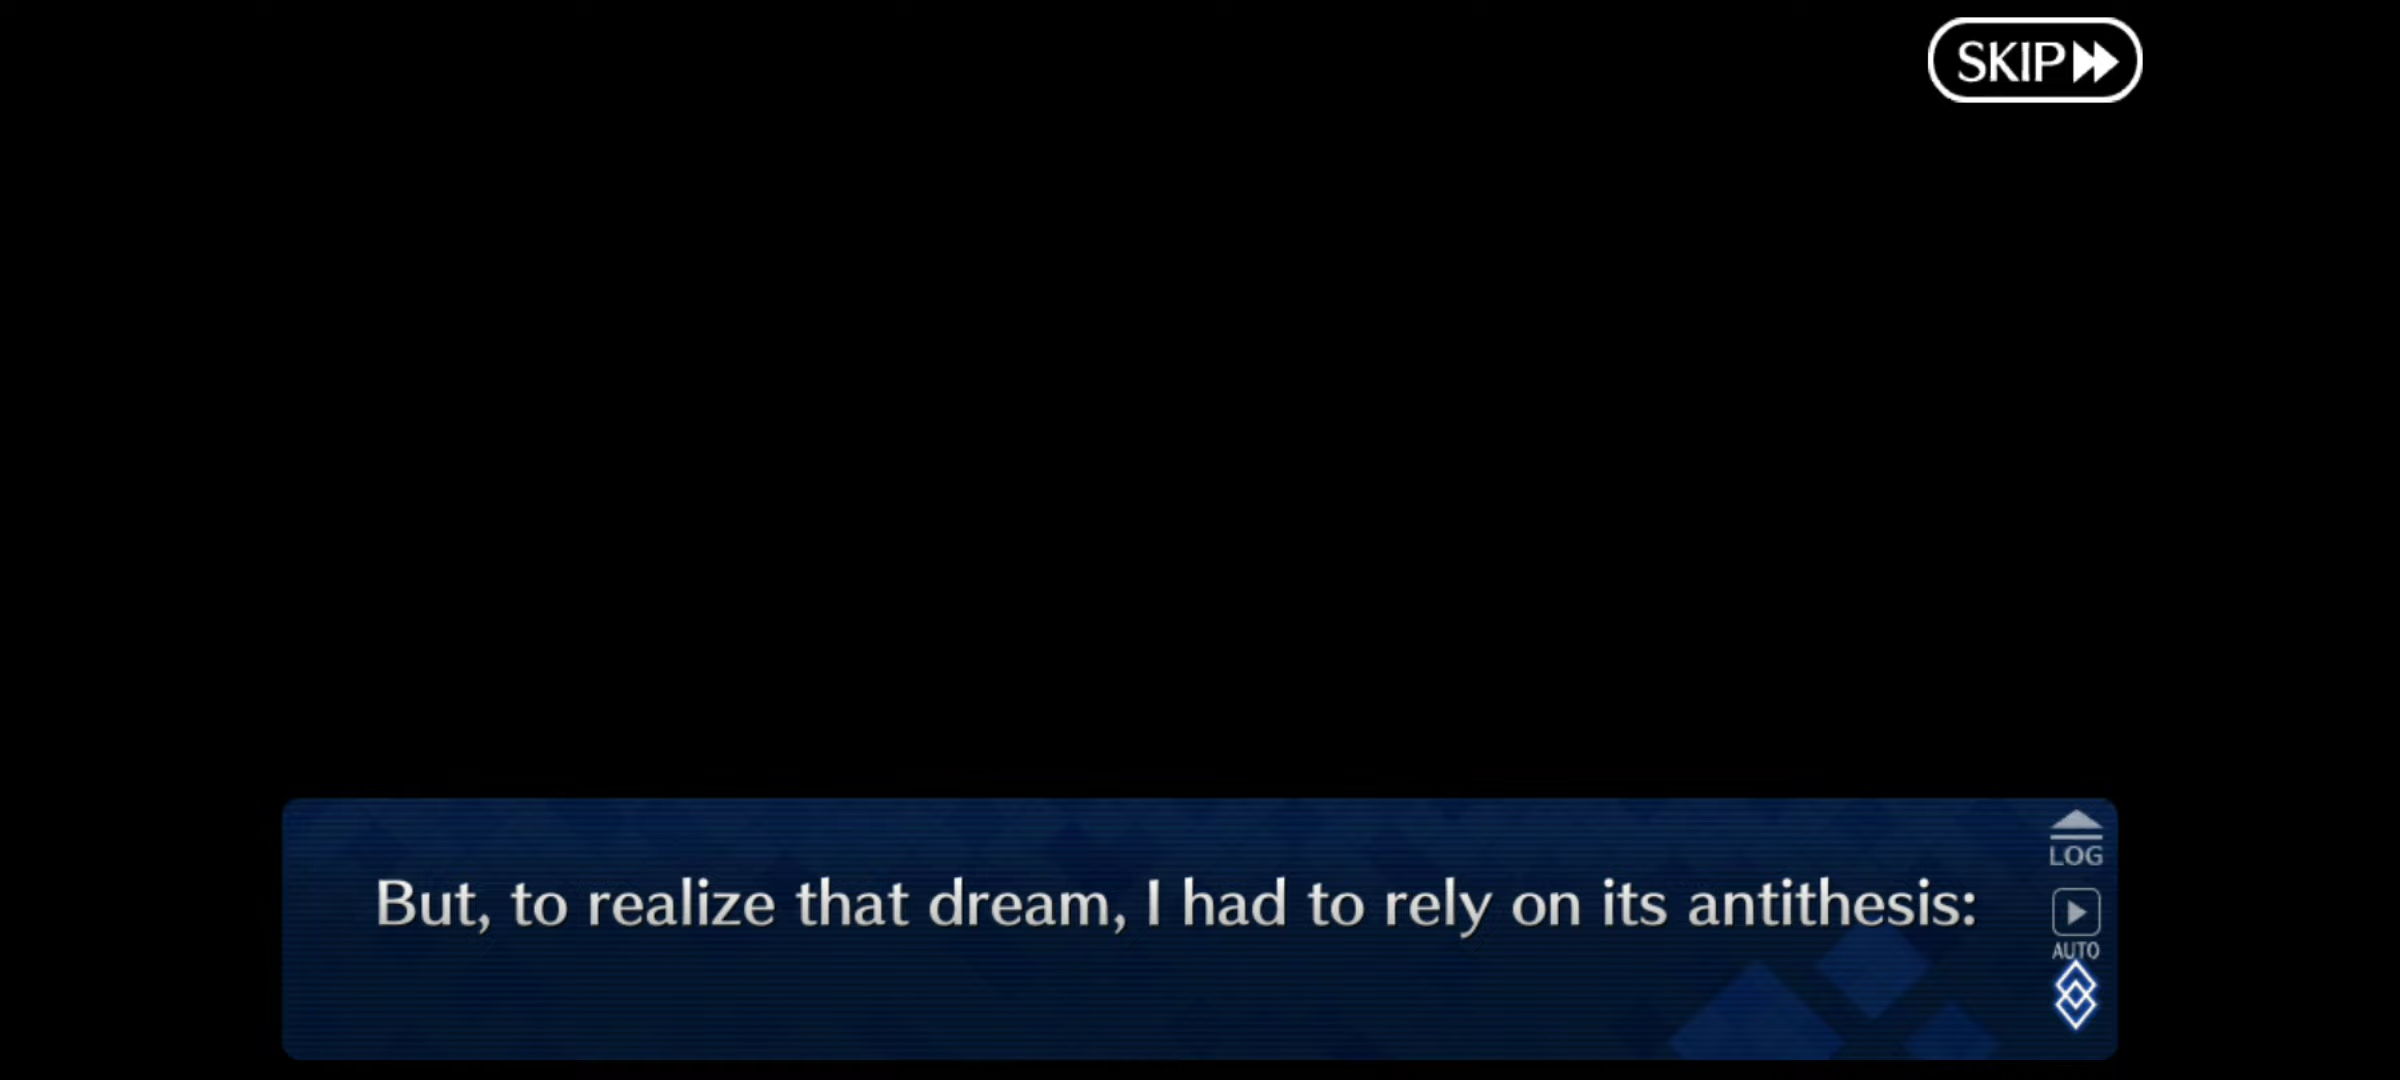 SKIP
LOG
But, to realize that dream, I had to rely on its antithesis:
AUTO